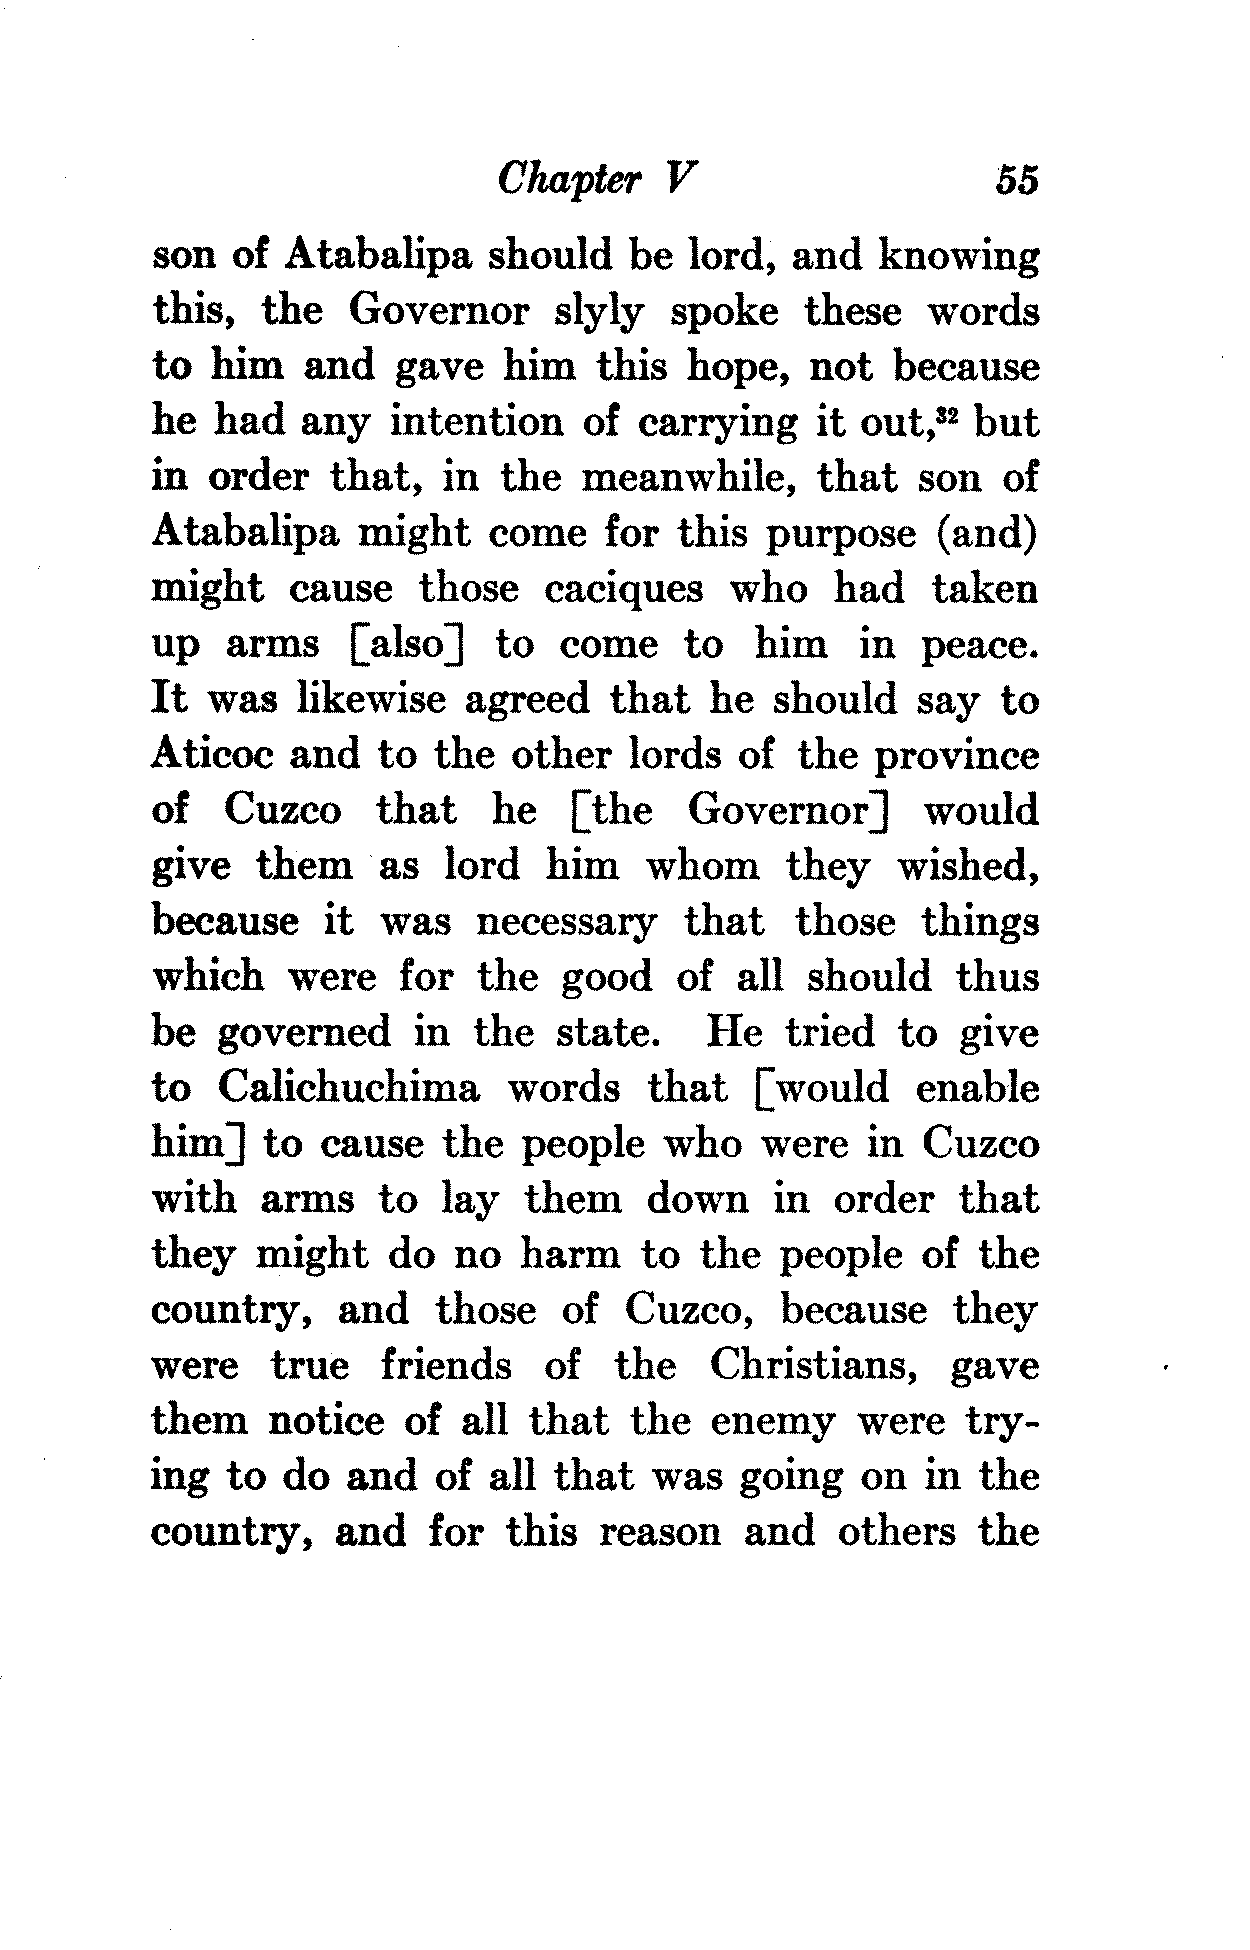 Chapter V 55
son of Atabalipa should be lord, and knowing
this, the Governor slyly spoke these words
to him and gave him this hope, not because
he had any intention of carrying it out,³² but
in order that, in the meanwhile, that son of
Atabalipa might come for this purpose (and)
might cause those caciques who had taken
up arms [also] to come to him in peace.
It was likewise agreed that he should say to
Aticoc and to the other lords of the province
of Cuzco that he [the Governor] would
give them as lord him whom they wished,
because it was necessary that those things
which were for the good of all should thus
be governed in the state. He tried to give
to Calichuchima words that [would enable
him] to cause the people who were in Cuzco
with arms to lay them down in order that
they might do no harm to the people of the
country, and those of Cuzco, because they
were true friends of the Christians, gave
them notice of all that the enemy were try-
ing to do and of all that was going on in the
country, and for this reason and others the